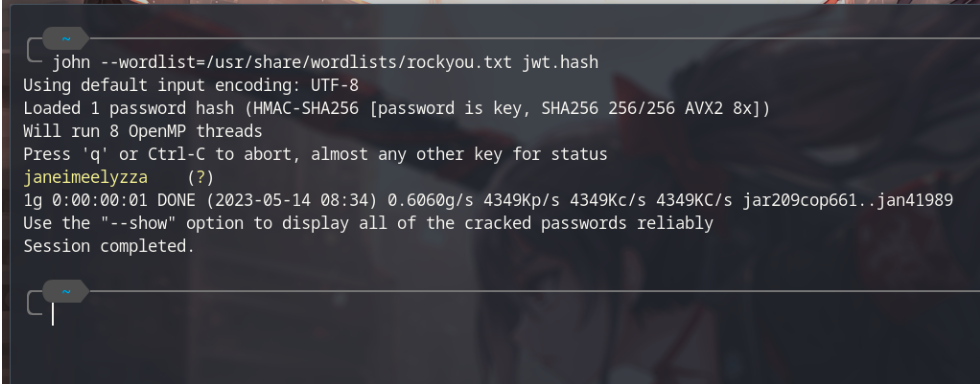 ~
john --wordlist=/usr/share/wordlists/rockyou.txt jwt.hash
Using default input encoding: UTF-8
Loaded 1 password hash (HMAC-SHA256 [password is key, SHA256 256/256 AVX2 8x])
Will run 8 OpenMP threads
Press 'q' or Ctrl-C to abort, almost any other key for status
janeimeelyzza    (?)
1g 0:00:00:01 DONE (2023-05-14 08:34) 0.6060g/s 4349Kp/s 4349Kc/s 4349KC/s jar209cop661..jan41989
Use the "--show" option to display all of the cracked passwords reliably
Session completed.
~